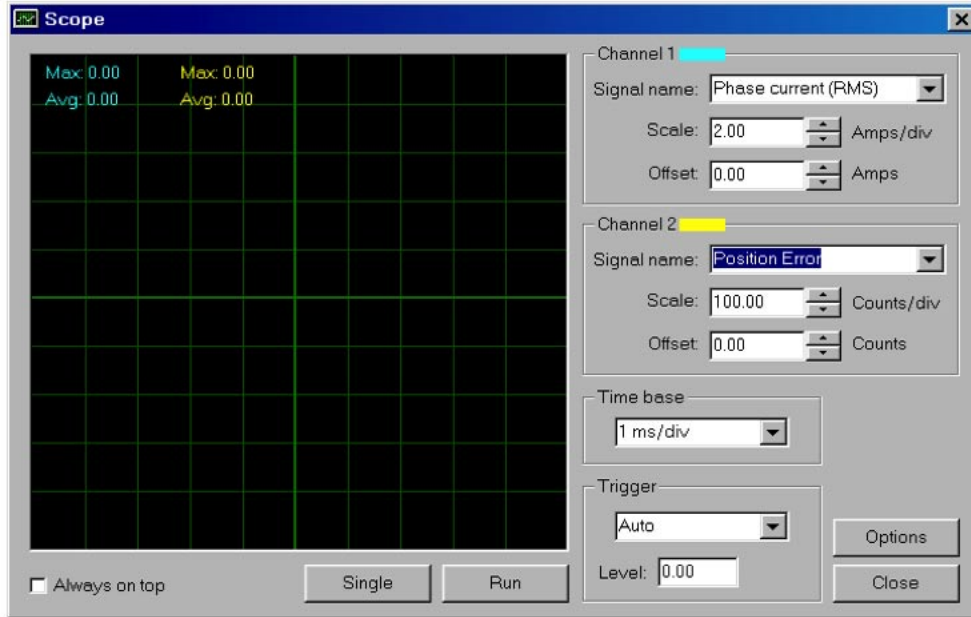 Scope
Max: 0.00 Max: 0.00
Avg: 0.00 Avg: 0.00
Channel 1
Signal name: Phase current (RMS)
Scale: 2.00 Amps/div
Offset: 0.00 Amps
Channel 2
Signal name: Position Error
Scale: 100.00 Counts/div
Offset: 0.00 Counts
Time base
1 ms/div
Trigger
Auto
Level: 0.00
Options
Close
Always on top
Single
Run